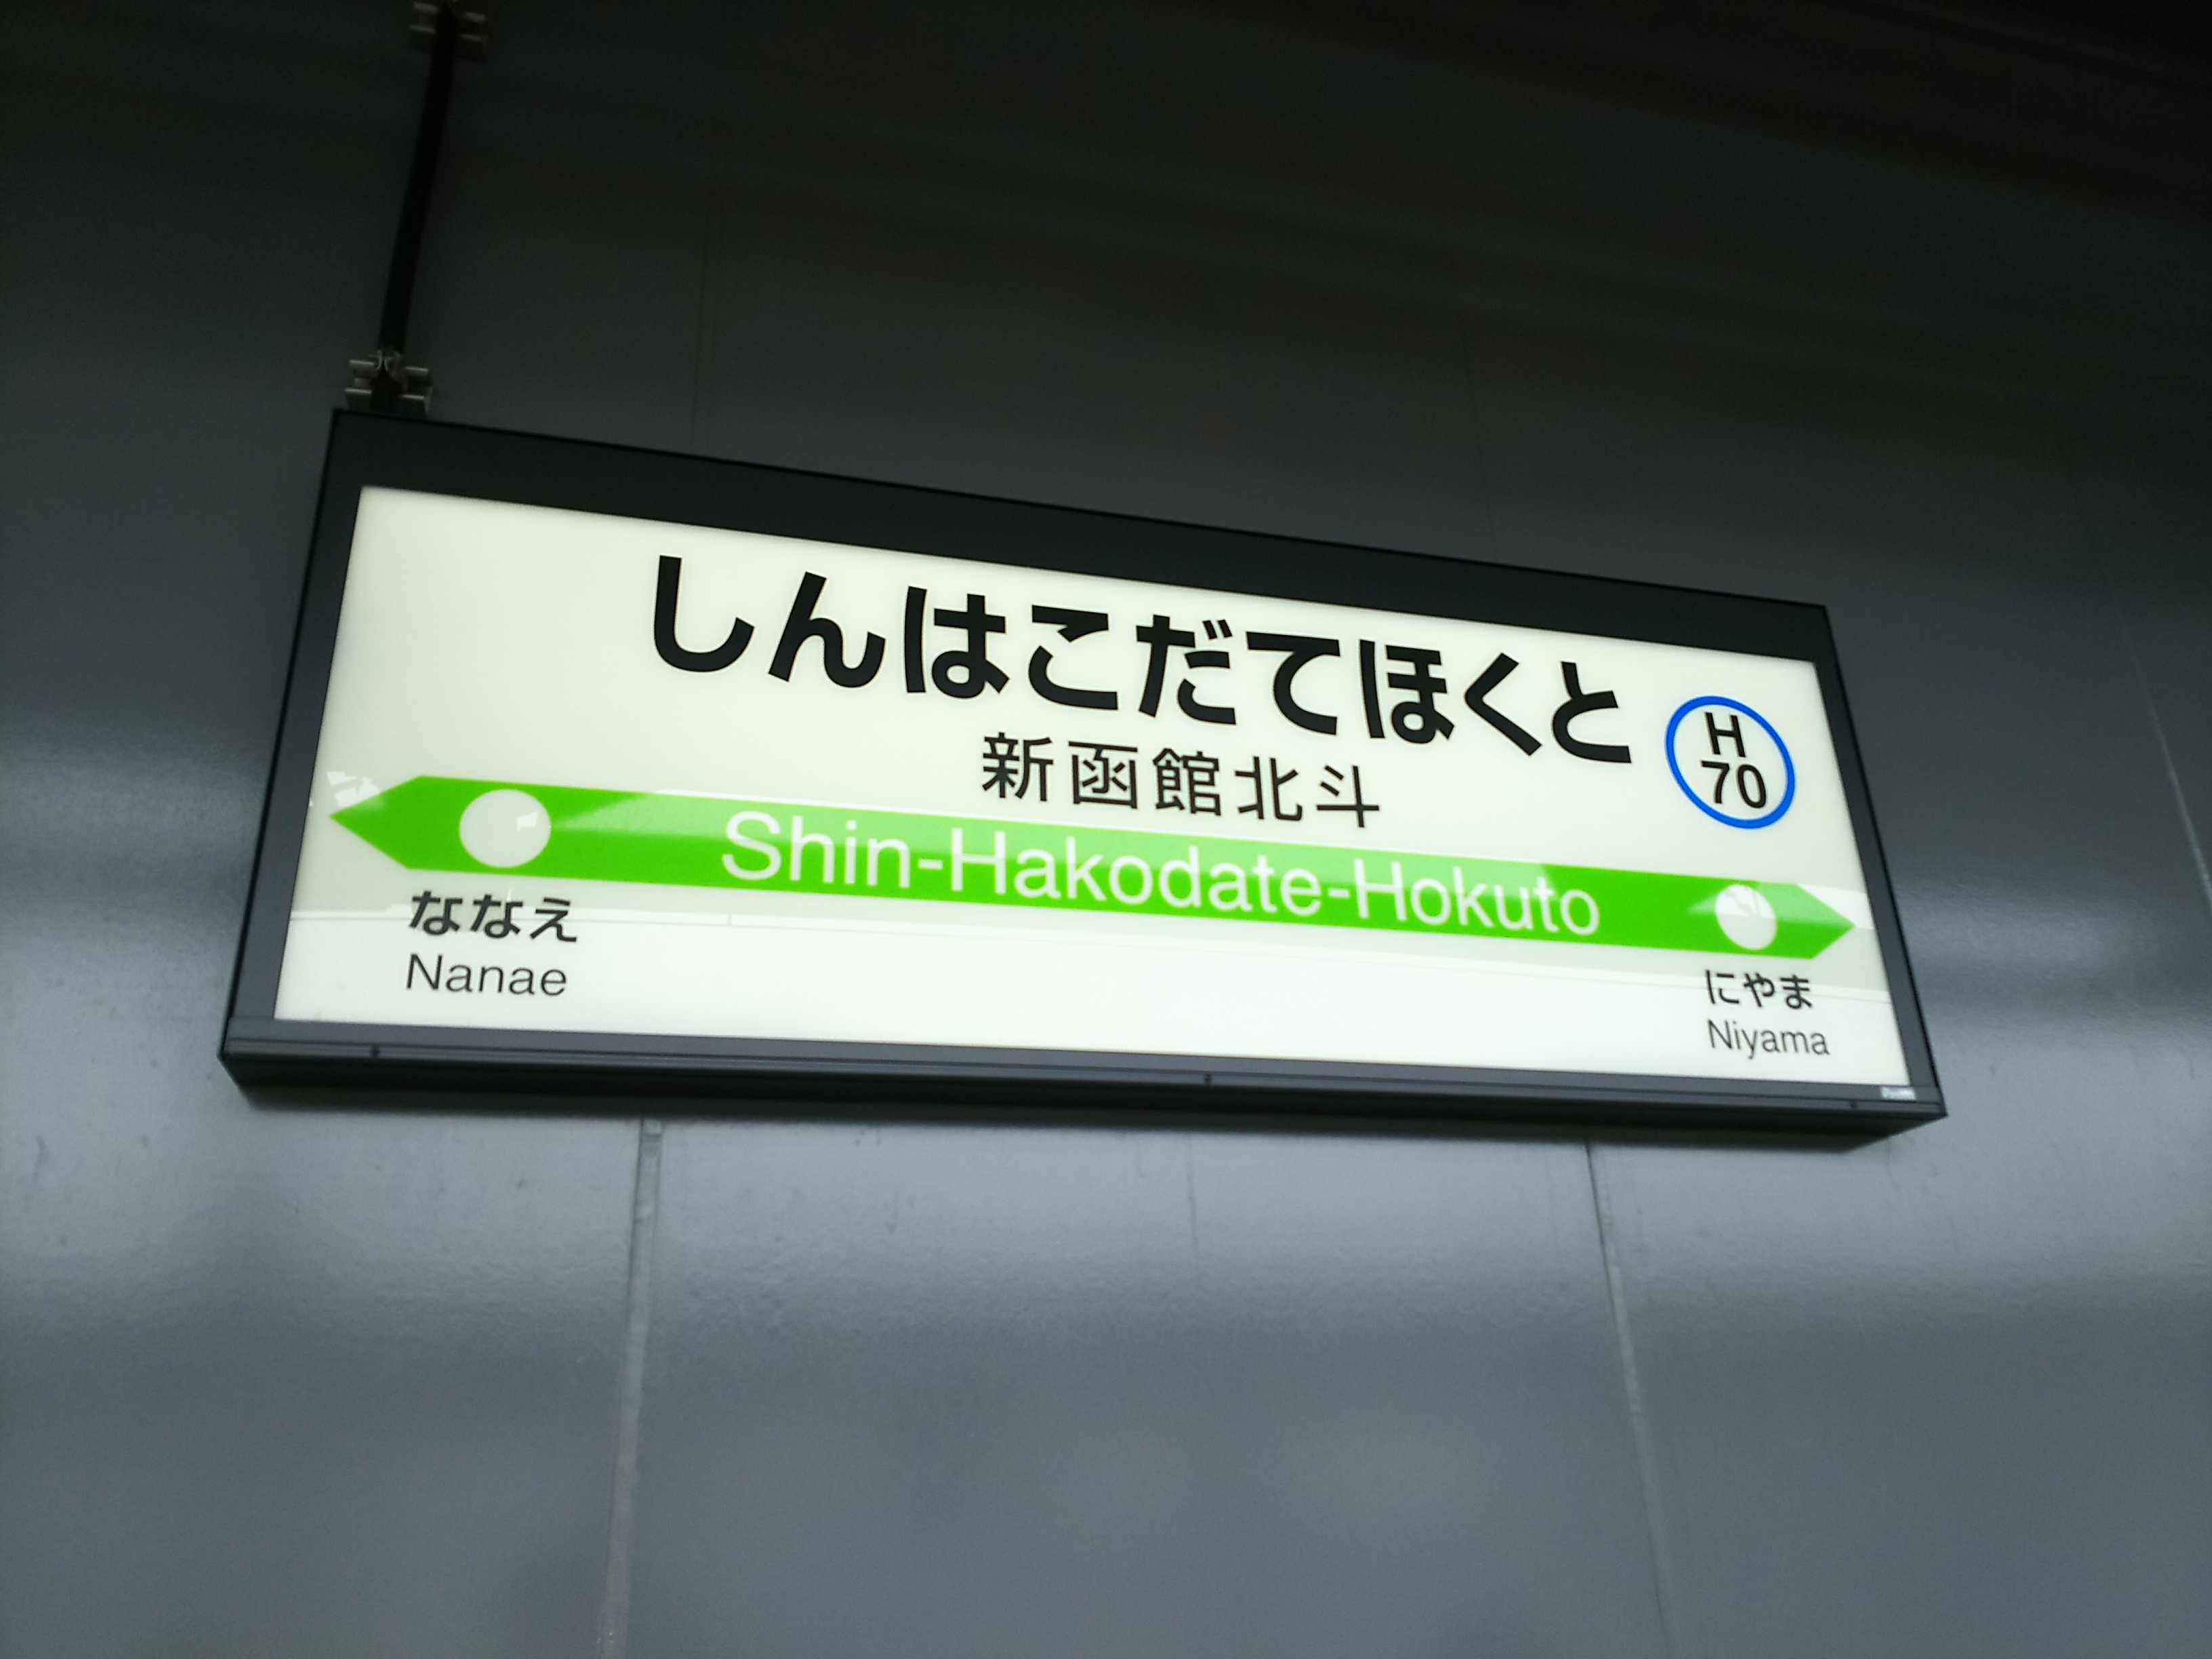 しんはこだてほくと
新函館北斗
H
70
Shin-Hakodate-Hokuto
ななえ
Nanae
にやま
Niyama